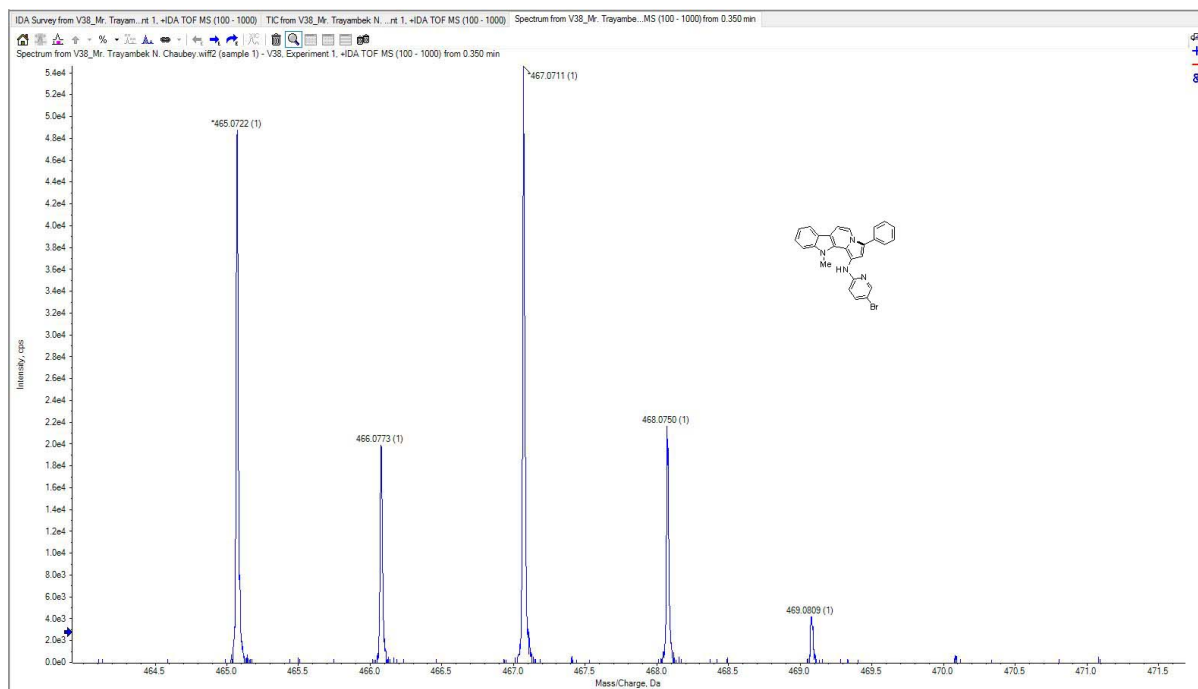 IDA Survey from V38_Mr. Trayam...nt 1, +IDA TOF MS (100 - 1000) TIC from V38_Mr. Trayambek N. ...nt 1, +IDA TOF MS (100 - 1000) Spectrum from V38_Mr. Trayambe...MS (100 - 1000) from 0.350 min
%
Spectrum from V38_Mr. Trayambek N. Chaubey.wiff2 (sample 1) - V38, Experiment 1, +IDA TOF MS (100 - 1000) from 0.350 min
5.4e4
*467.0711 (1)
5.2e4
5.0e4
*465.0722 (1)
4.8e4
4.6e4
4.4e4
4.2e4
4.0e4
3.8e4
3.6e4
3.4e4
3.2e4
3.0e4
2.8e4
2.6e4
2.4e4
2.2e4
468.0750 (1)
2.0e4
466.0773 (1)
1.8e4
1.6e4
1.4e4
1.2e4
1.0e4
8.0e3
6.0e3
4.0e3
469.0809 (1)
2.0e3
0.0e0
Intensity, cps
N
N
Me
HN
N
Br
464.5 465.0 465.5 466.0 466.5 467.0 467.5 468.0 468.5 469.0 469.5 470.0 470.5 471.0 471.5
Mass/Charge, Da